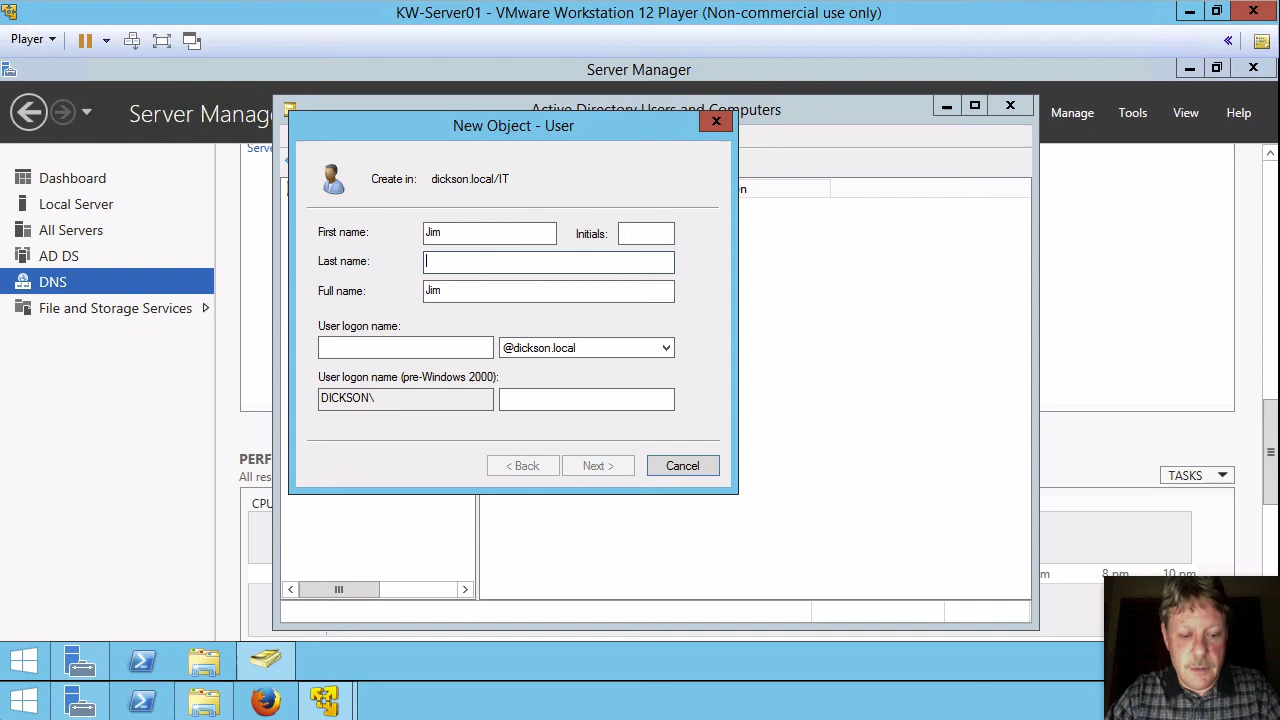 KW-Server01 - VMware Workstation 12 Player (Non-commercial use only)
Player
Server Manager
Server Manag
Manage Tools View Help
Active Directory Users and Computers
New Object - User
Create in: dickson.local/IT
First name: Jim Initials:
Last name:
Full name: Jim
User logon name:
@dickson.local
User logon name (pre-Windows 2000):
DICKSON\
< Back Next > Cancel
Dashboard
Local Server
All Servers
AD DS
DNS
File and Storage Services
Serve
on
PERF
All res
CPU
TASKS
m 8 pm 10 pm